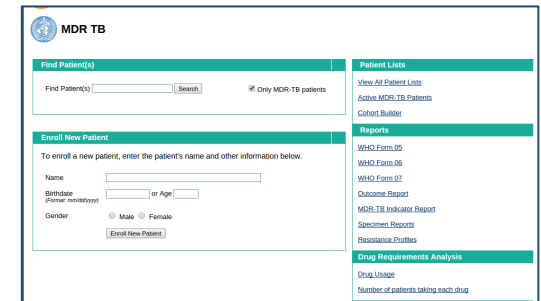 MDR TB
Find Patient(s)
Find Patient(s) Search Only MDR-TB patients
Enroll New Patient
To enroll a new patient, enter the patient's name and other information below.
Name
Birthdate or Age
(Format: mm/dd/yyyy)
Gender Male Female
Enroll New Patient
Patient Lists
View All Patient Lists
Active MDR-TB Patients
Cohort Builder
Reports
WHO Form 05
WHO Form 06
WHO Form 07
Outcome Report
MDR-TB Indicator Report
Specimen Reports
Resistance Profiles
Drug Requirements Analysis
Drug Usage
Number of patients taking each drug